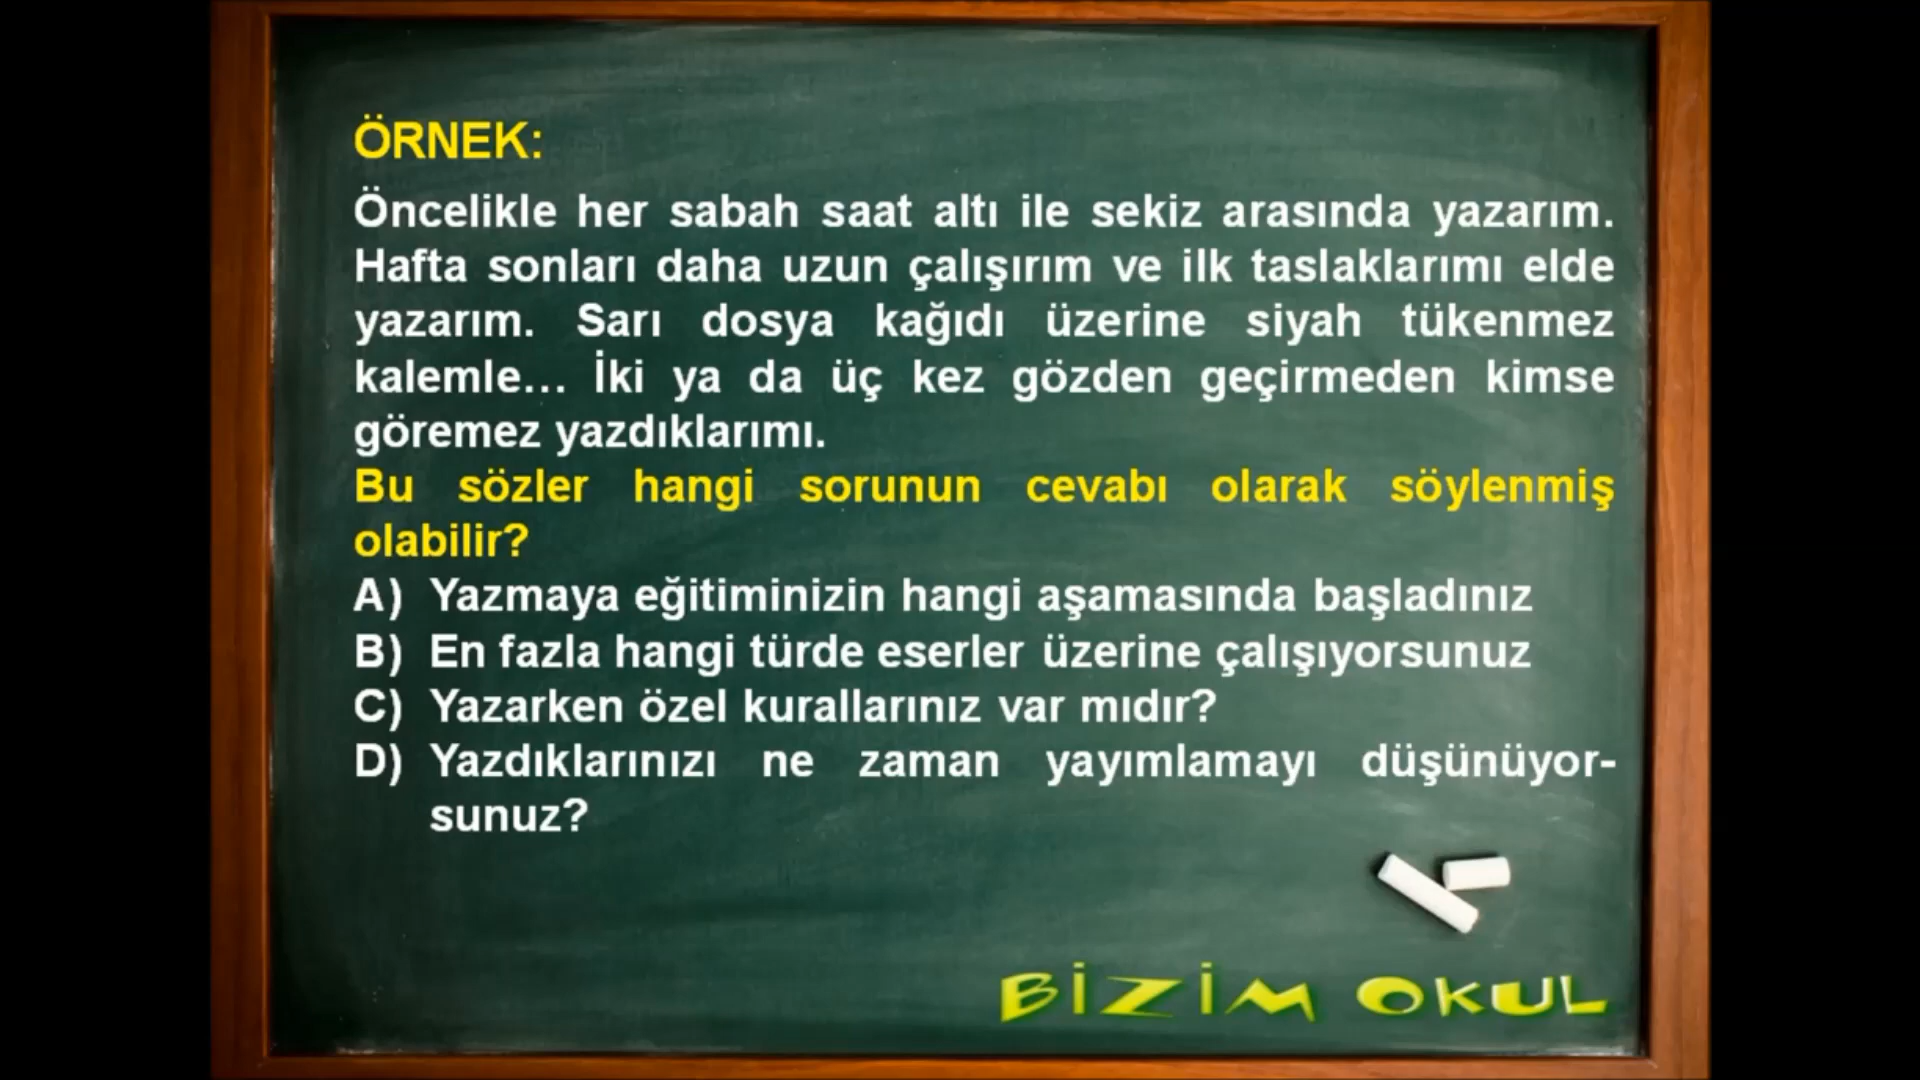 ÖRNEK:
Öncelikle her sabah saat altı ile sekiz arasında yazarım.
Hafta sonları daha uzun çalışırım ve ilk taslaklarımı elde
yazarım. Sarı dosya kağıdı üzerine siyah tükenmez
kalemle... İki ya da üç kez gözden geçirmeden kimse
göremez yazdıklarımı.
Bu sözler hangi sorunun cevabı olarak söylenmiş
olabilir?
A) Yazmaya eğitiminizin hangi aşamasında başladınız
B) En fazla hangi türde eserler üzerine çalışıyorsunuz
C) Yazarken özel kurallarınız var mıdır?
D) Yazdıklarınızı ne zaman yayımlamayı düşünüyor-
sunuz?
BİZİM OKUL